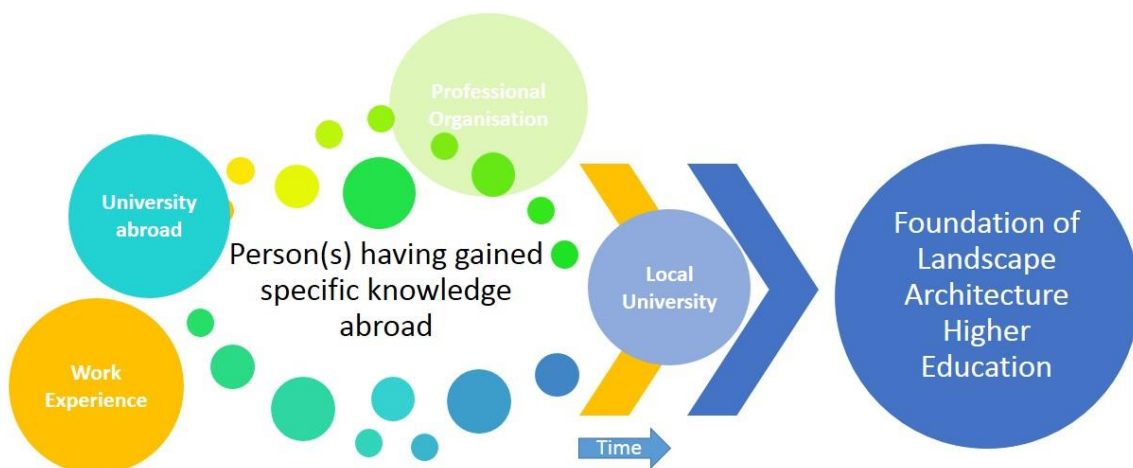 Professional
Organisation
University
abroad
Work
Experience
Person(s) having gained
specific knowledge
abroad
Local
University
Time
Foundation of
Landscape
Architecture
Higher
Education